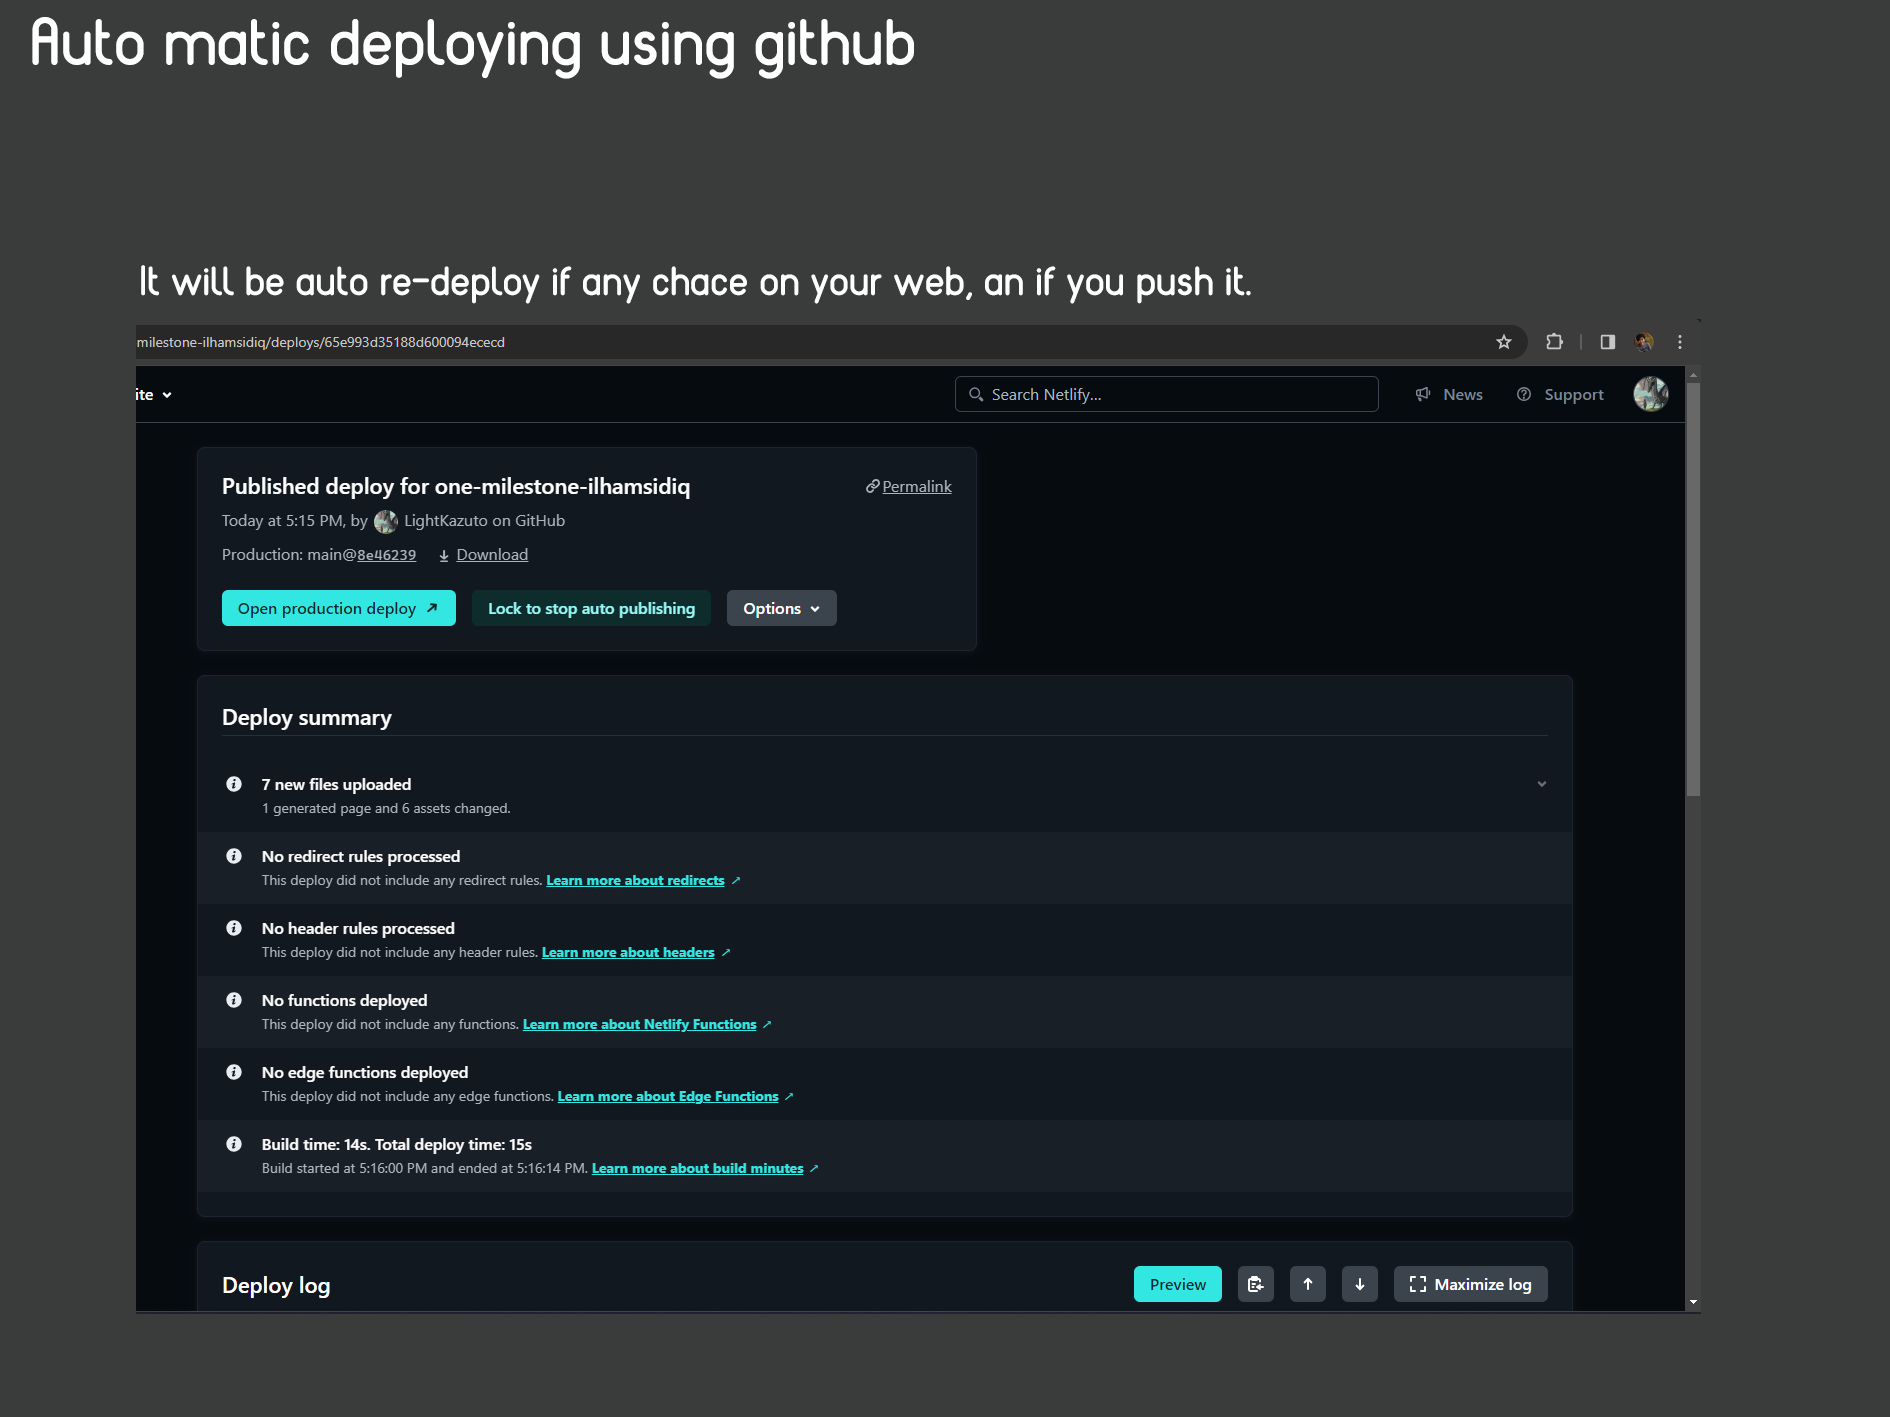 Auto matic deploying using github
It will be auto re-deploy if any chace on your web, an if you push it.
milestone-ilhamsidiq/deploys/65e993d35188d600094ececd
ite
Search Netlify...
News
Support
Published deploy for one-milestone-ilhamsidiq
Permalink
Today at 5:15 PM, by LightKazuto on GitHub
Production: main@8e46239 Download
Open production deploy
Lock to stop auto publishing
Options
Deploy summary
7 new files uploaded
1 generated page and 6 assets changed.
No redirect rules processed
This deploy did not include any redirect rules. Learn more about redirects
No header rules processed
This deploy did not include any header rules. Learn more about headers
No functions deployed
This deploy did not include any functions. Learn more about Netlify Functions
No edge functions deployed
This deploy did not include any edge functions. Learn more about Edge Functions
Build time: 14s. Total deploy time: 15s
Build started at 5:16:00 PM and ended at 5:16:14 PM. Learn more about build minutes
Deploy log
Preview
Maximize log